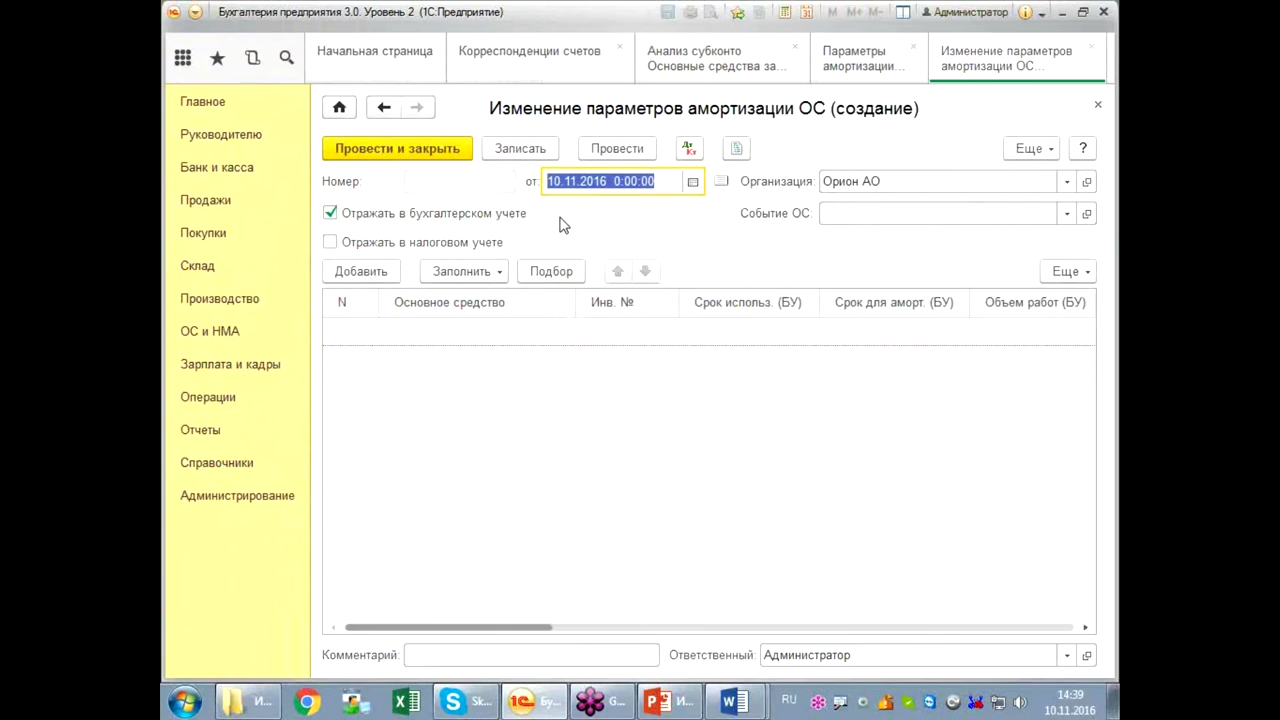 Бухгалтерия предприятия 3.0. Уровень 2 (1С:Предприятие)
M M+ M-
Администратор
Начальная страница
Корреспонденции счетов
Анализ субконто
Основные средства за...
Параметры
амортизации...
Изменение параметров
амортизации ОС...
Главное
Руководителю
Банк и касса
Продажи
Покупки
Склад
Производство
ОС и НМА
Зарплата и кадры
Операции
Отчеты
Справочники
Администрирование
Изменение параметров амортизации ОС (создание)
Провести и закрыть
Записать
Провести
Дт
Кт
Еще
?
Номер:
от:
10.11.2016 0:00:00
Организация:
Орион АО
Отражать в бухгалтерском учете
Событие ОС:
Отражать в налоговом учете
Добавить
Заполнить
Подбор
Еще
N
Основное средство
Инв. №
Срок использ. (БУ)
Срок для аморт. (БУ)
Объем работ (БУ)
Комментарий:
Ответственный:
Администратор
И...
Sk...
Бу...
G...
И...
RU
14:39
10.11.2016